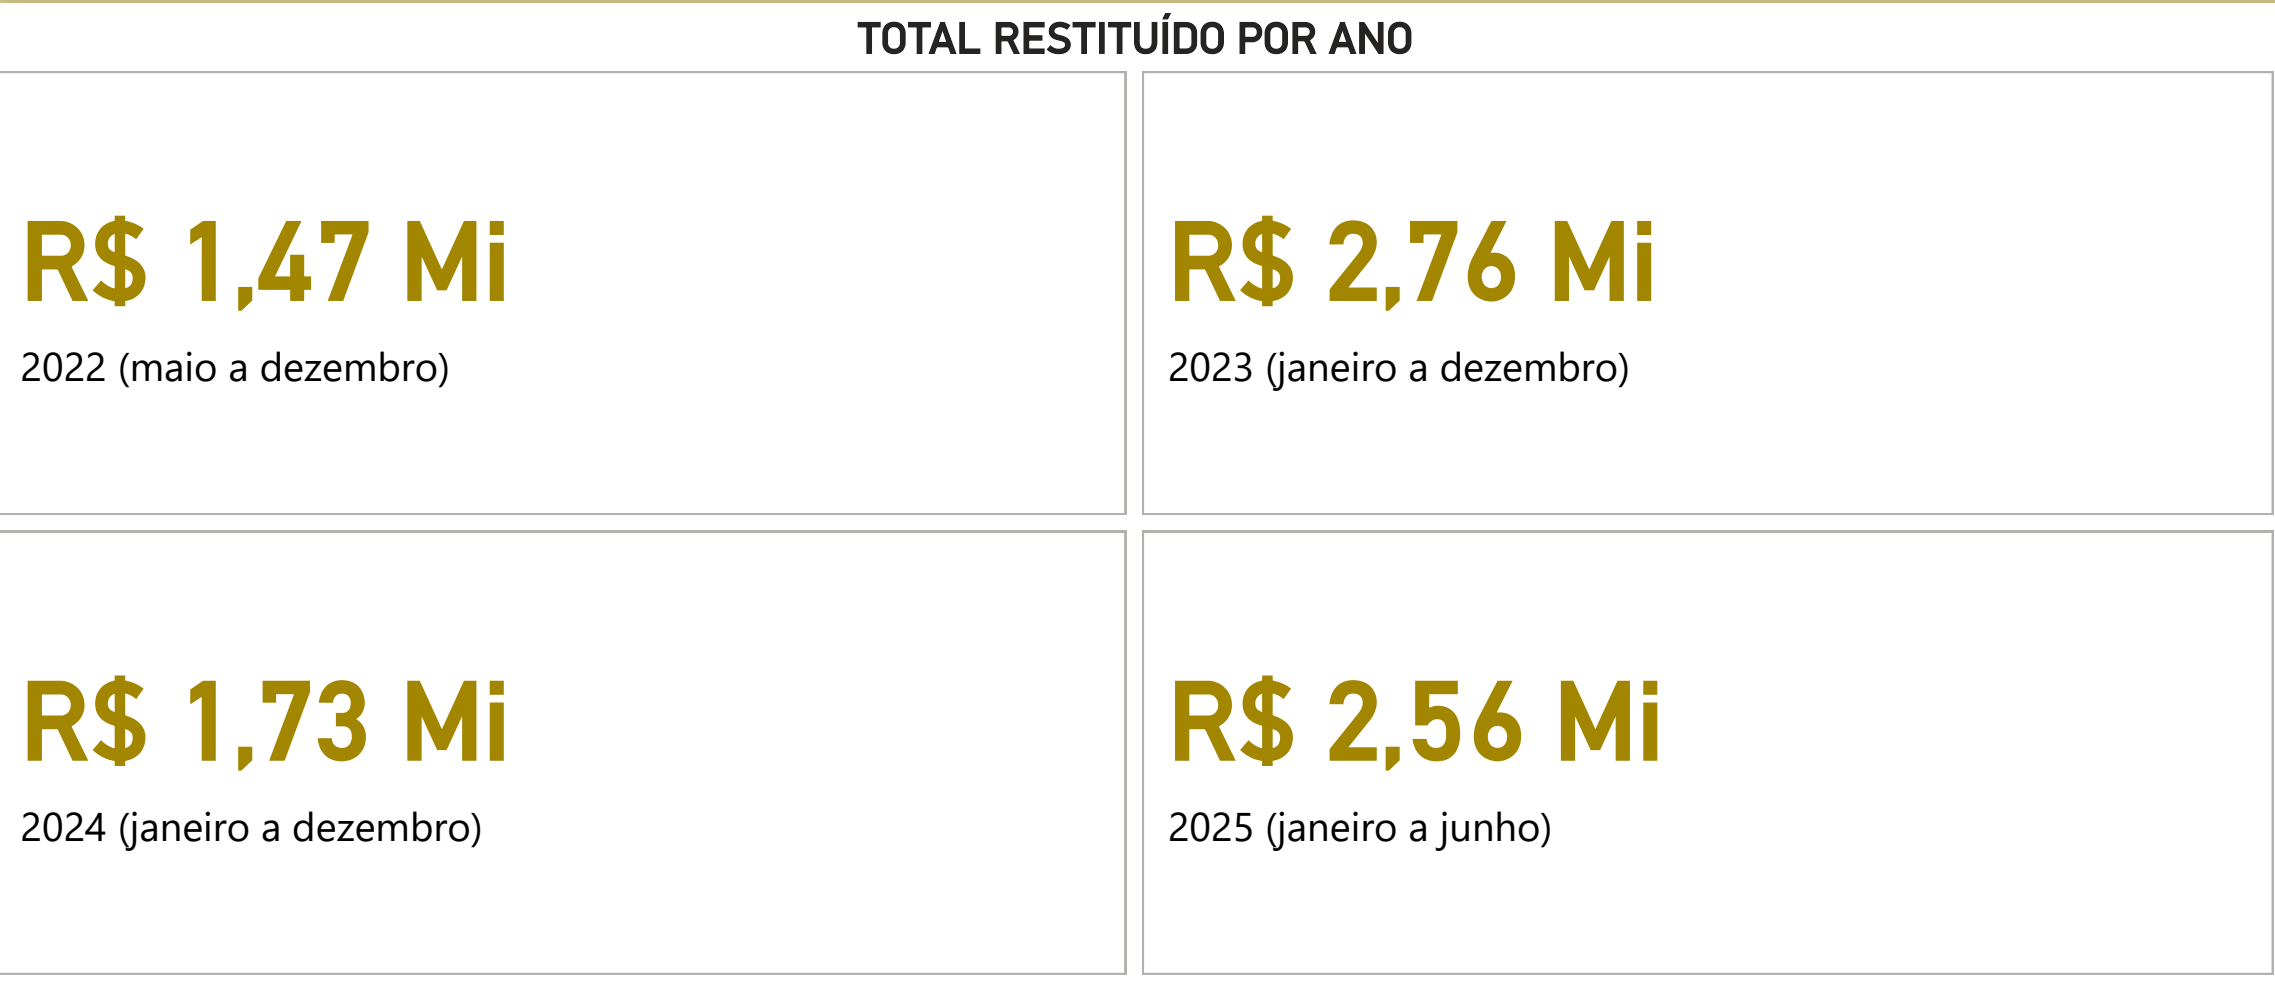 TOTAL RESTITUÍDO POR ANO
R$ 1,47 Mi
2022 (maio a dezembro)
R$ 2,76 Mi
2023 (janeiro a dezembro)
R$ 1,73 Mi
2024 (janeiro a dezembro)
R$ 2,56 Mi
2025 (janeiro a junho)